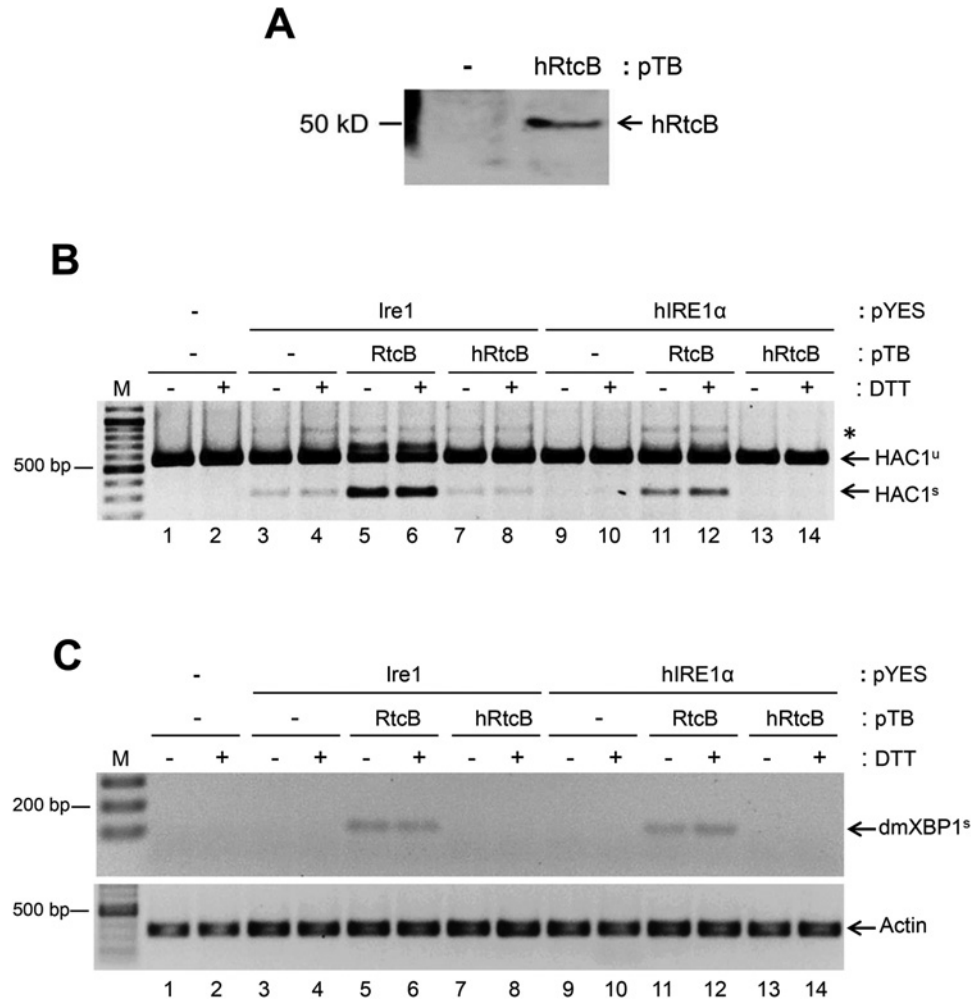 A
- hRtcB : pTB
50 kD hRtcB
B
- Ire1 hIRE1α : pYES
- - RtcB hRtcB - RtcB hRtcB : pTB
M - + - + - + - + - + - + - + : DTT
*
500 bp HAC1ᵘ
HAC1ˢ
1 2 3 4 5 6 7 8 9 10 11 12 13 14
C
- Ire1 hIRE1α : pYES
- - RtcB hRtcB - RtcB hRtcB : pTB
M - + - + - + - + - + - + - + : DTT
200 bp
dmXBP1ˢ
500 bp
Actin
1 2 3 4 5 6 7 8 9 10 11 12 13 14